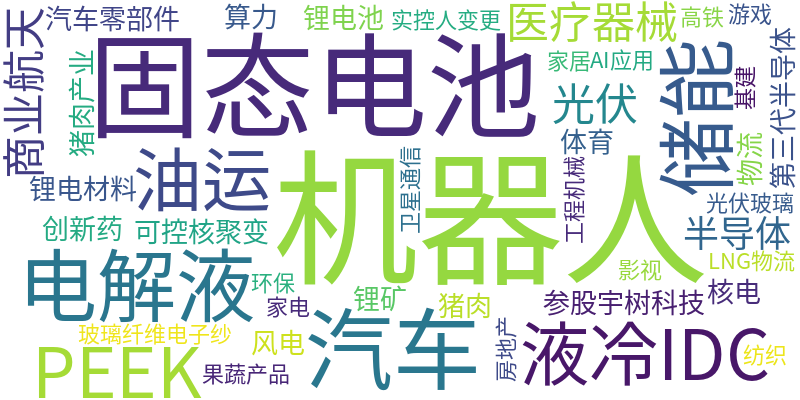 汽车零部件
算力
锂电池
实控人变更
医疗器械
高铁
游戏
商业航天
猪肉产业
固态电池
家居AI应用
光伏
储能
基建
第三代半导体
锂电材料
油运
机器人
卫星通信
体育
工程机械
物流
光伏玻璃
创新药
可控核聚变
半导体
电解液
环保
家电
锂矿
猪肉
影视
LNG物流
参股宇树科技
核电
玻璃纤维电子纱
风电
汽车
房地产
液冷IDC
纺织
PEEK
果蔬产品